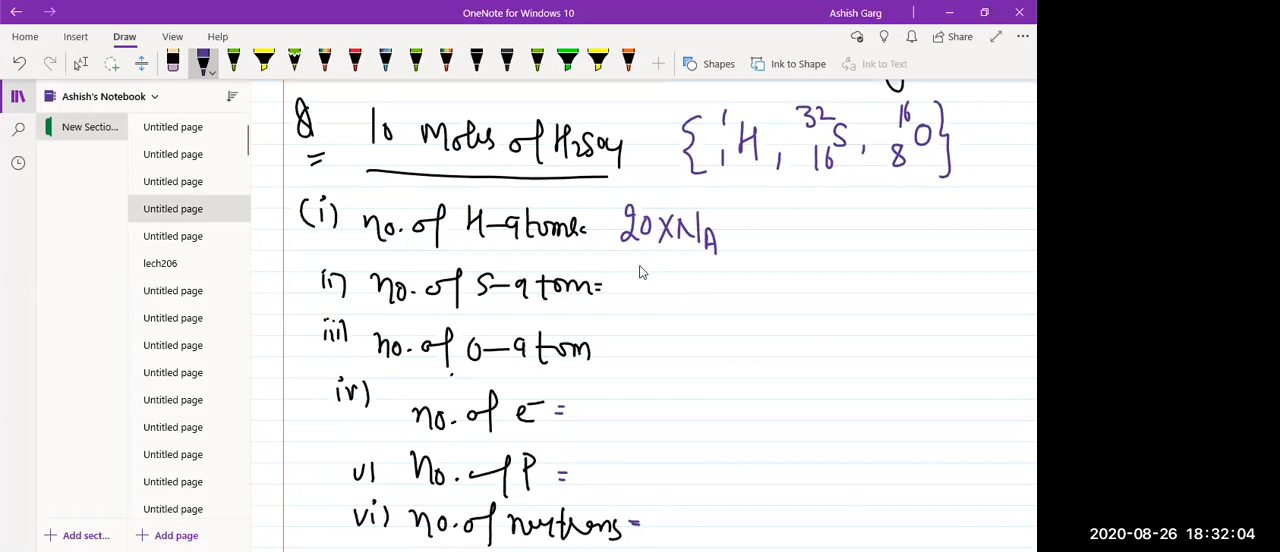 OneNote for Windows 10
Ashish Garg
Home Insert Draw View Help
Share
Shapes Ink to Shape Ink to Text
Ashish's Notebook
New Sectio...
Untitled page
Untitled page
Untitled page
Untitled page
Untitled page
lech206
Untitled page
Untitled page
Untitled page
Untitled page
Untitled page
Untitled page
Untitled page
Untitled page
Untitled page
Add sect... Add page
Q 10 Moles of H2SO4 { 1 1 H, 32 16 S, 16 8 O }
(i) no. of H-atoms 20 x NA
ii) no. of S-atom=
iii) no. of O-atom
iv) no. of e- =
v) No. of P =
vi) no. of neutrons=
2020-08-26 18:32:04